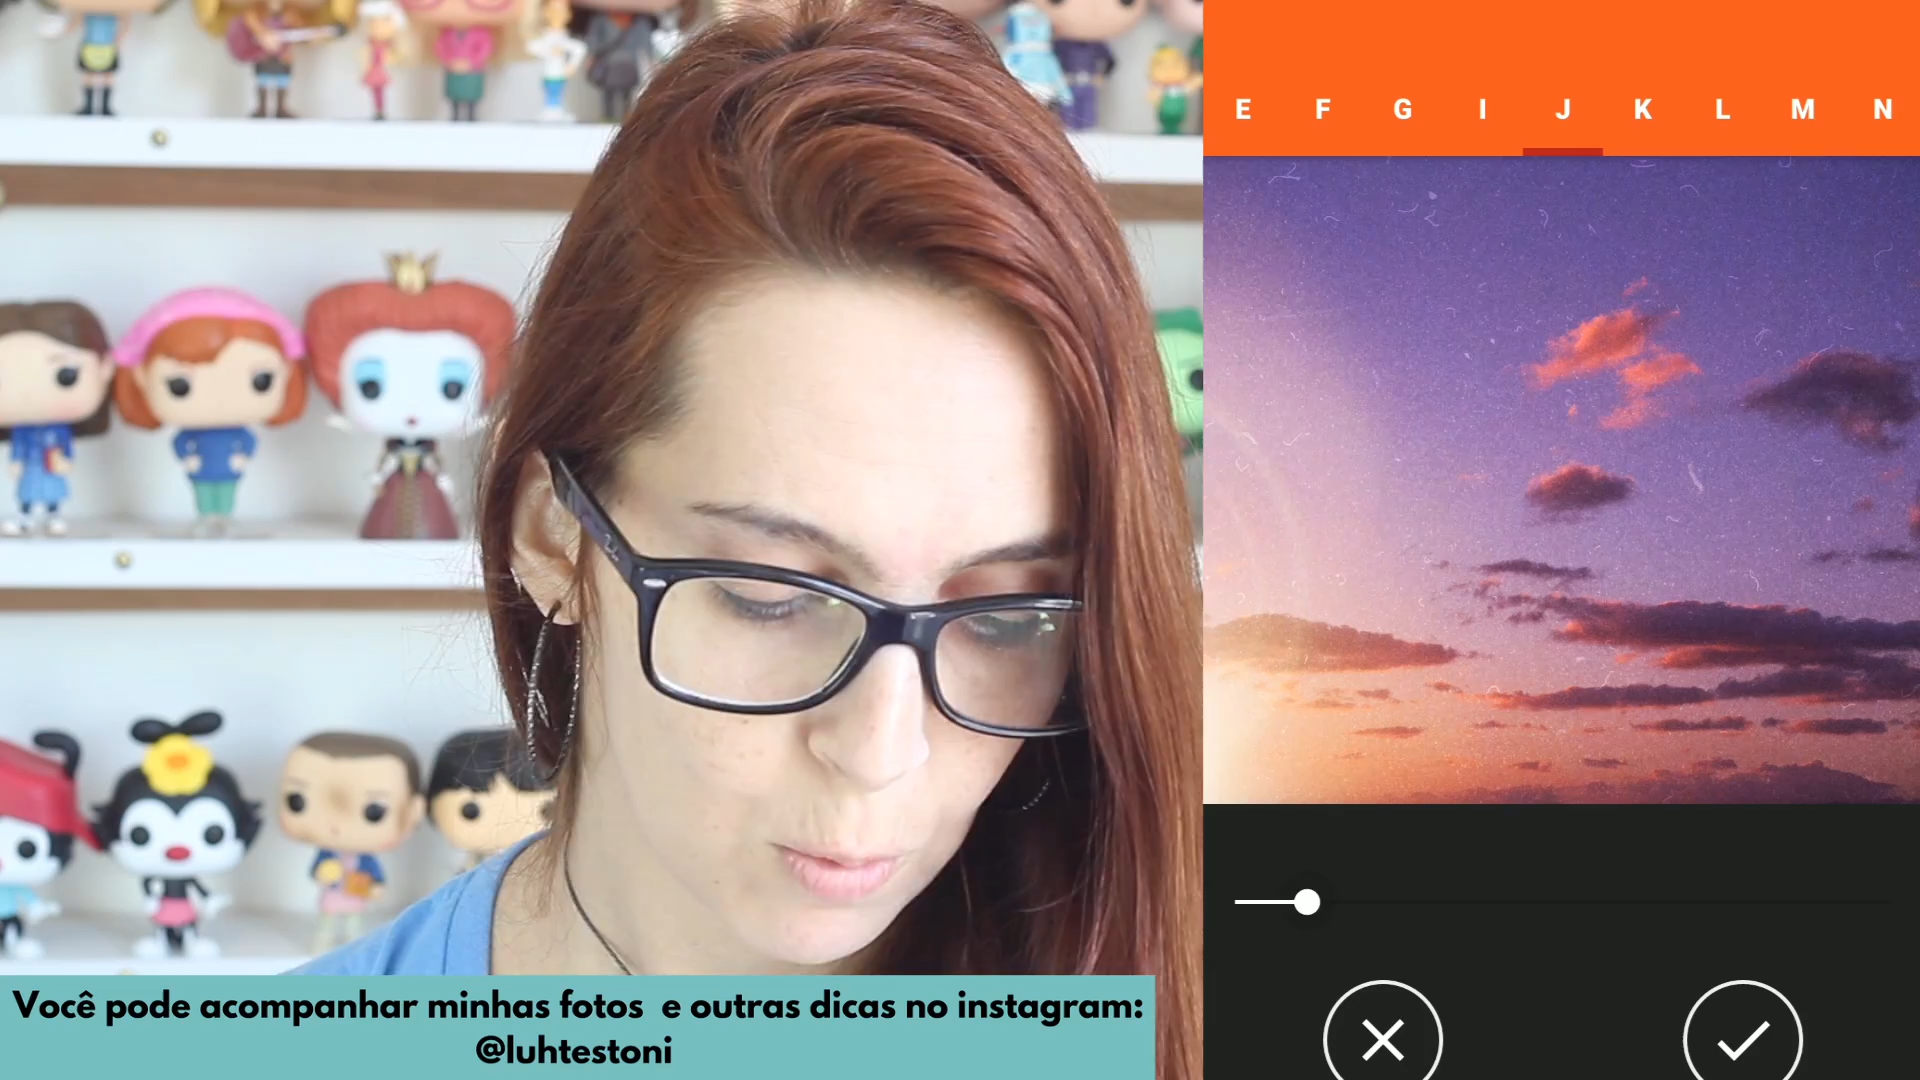 E F G I J K L M N
Você pode acompanhar minhas fotos e outras dicas no instagram:
@luhtestoni